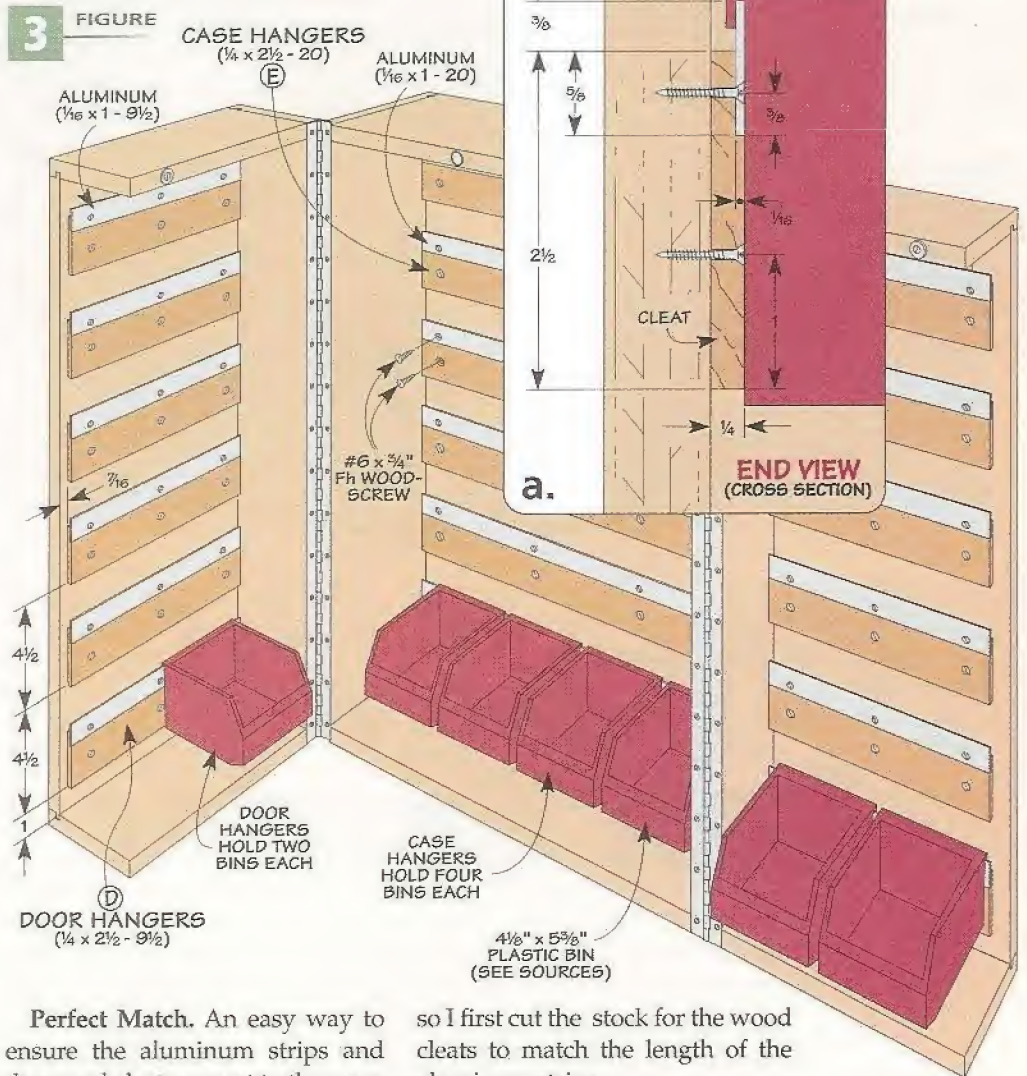 3 FIGURE
CASE HANGERS
(¼ x 2½ - 20)
E
ALUMINUM
(1/16 x 1 - 20)
ALUMINUM
(1/16 x 1 - 9½)
3/8
5/8
3/8
1/16
2½
CLEAT
1
¼
END VIEW
(CROSS SECTION)
a.
#6 x ¾"
Fh WOOD-
SCREW
7/16
4½
4½
1
DOOR
HANGERS
HOLD TWO
BINS EACH
CASE
HANGERS
HOLD FOUR
BINS EACH
D
DOOR HANGERS
(¼ x 2½ - 9½)
4⅛" x 5⅜"
PLASTIC BIN
(SEE SOURCES)
Perfect Match. An easy way to
ensure the aluminum strips and
so I first cut the stock for the wood
cleats to match the length of the